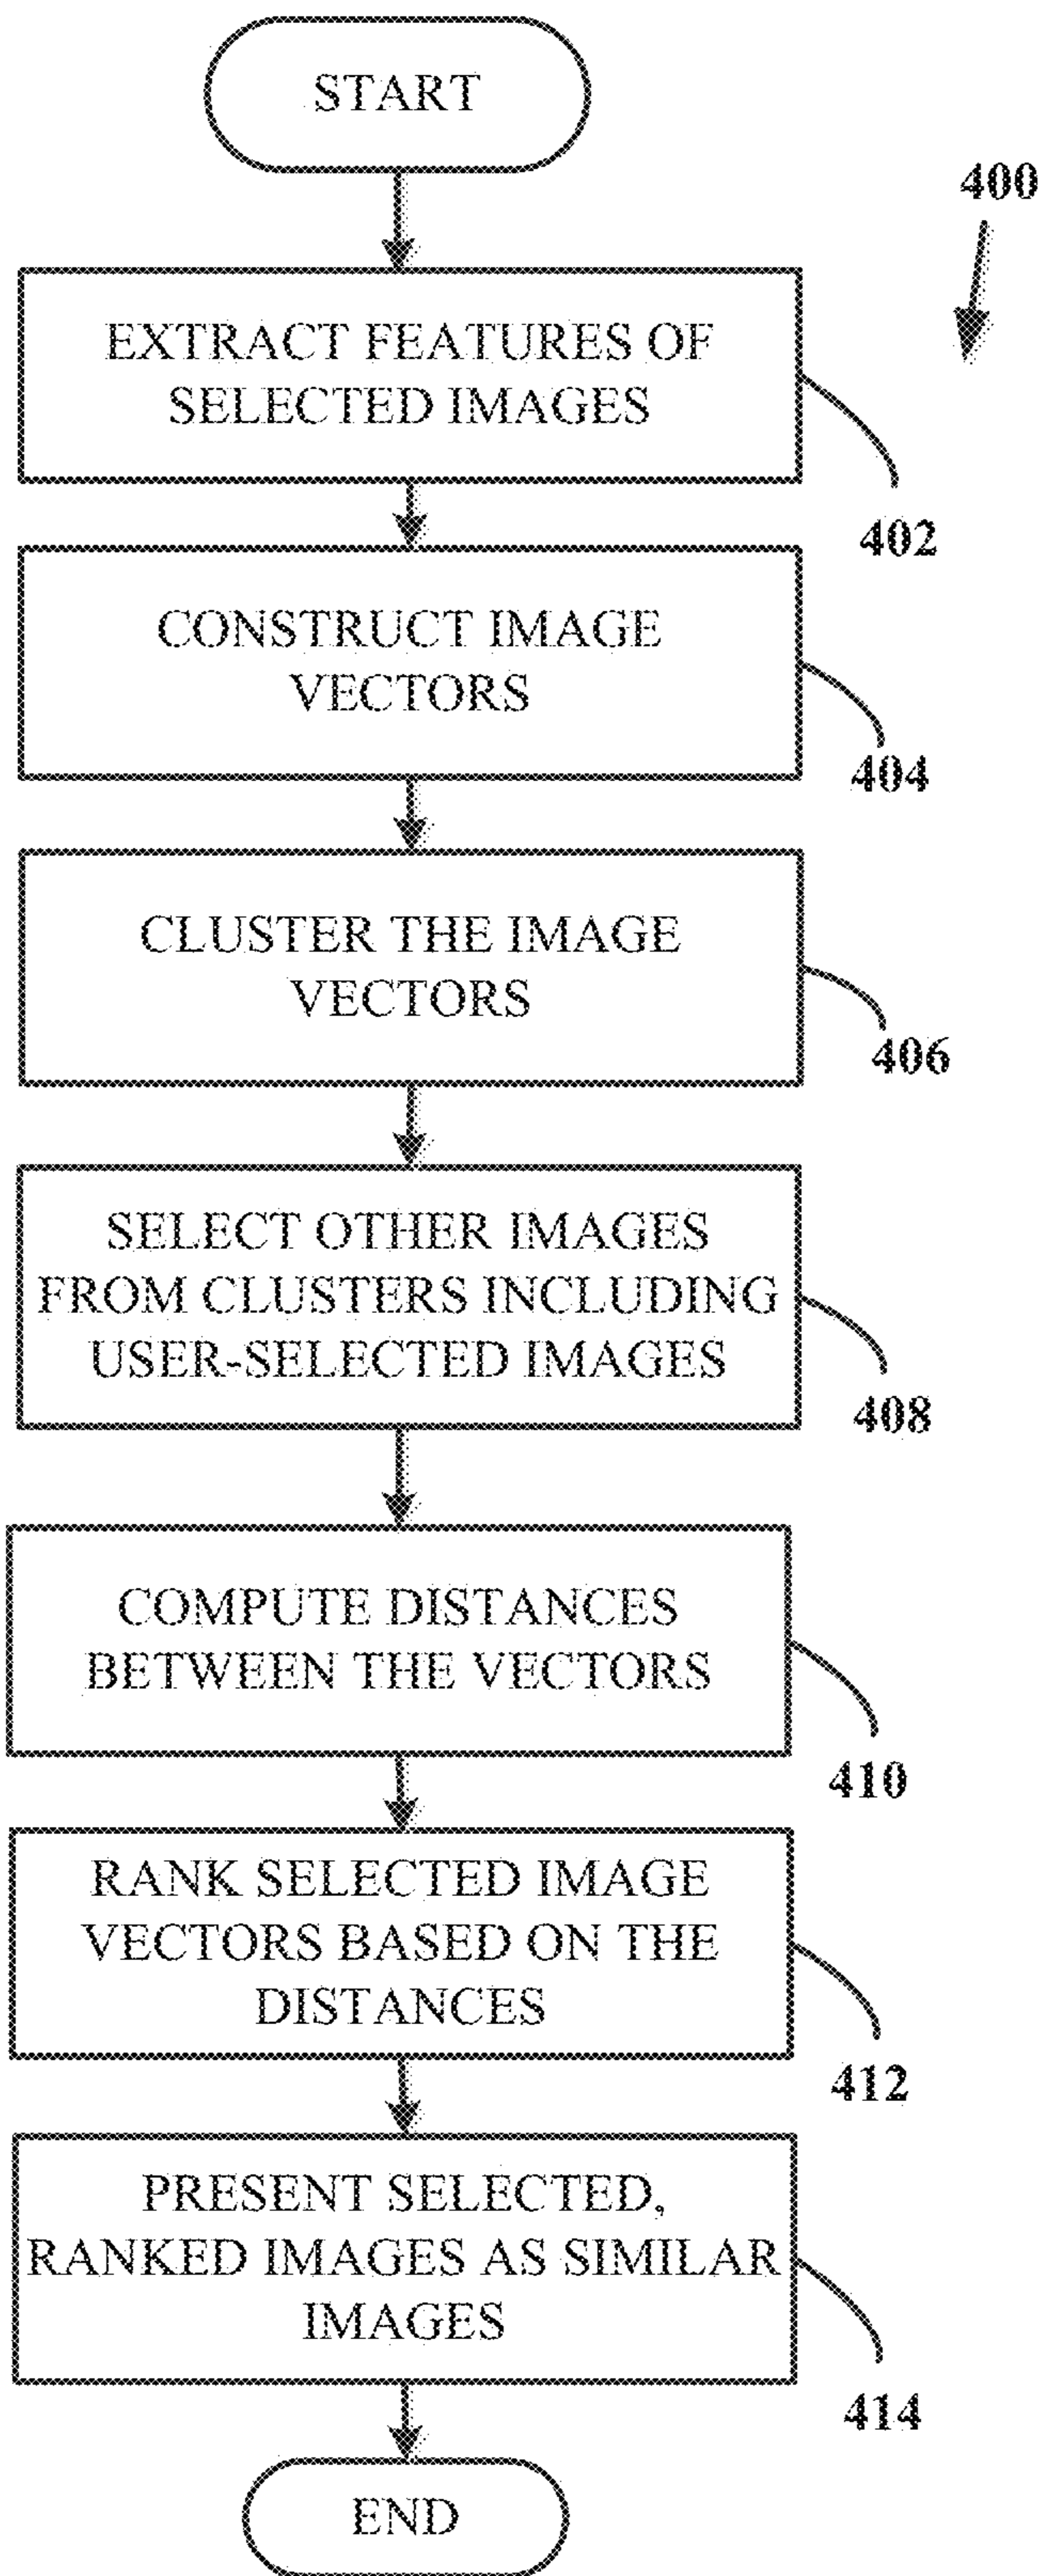 START
400
EXTRACT FEATURES OF
SELECTED IMAGES
402
CONSTRUCT IMAGE
VECTORS
404
CLUSTER THE IMAGE
VECTORS
406
SELECT OTHER IMAGES
FROM CLUSTERS INCLUDING
USER-SELECTED IMAGES
408
COMPUTE DISTANCES
BETWEEN THE VECTORS
410
RANK SELECTED IMAGE
VECTORS BASED ON THE
DISTANCES
412
PRESENT SELECTED,
RANKED IMAGES AS SIMILAR
IMAGES
414
END